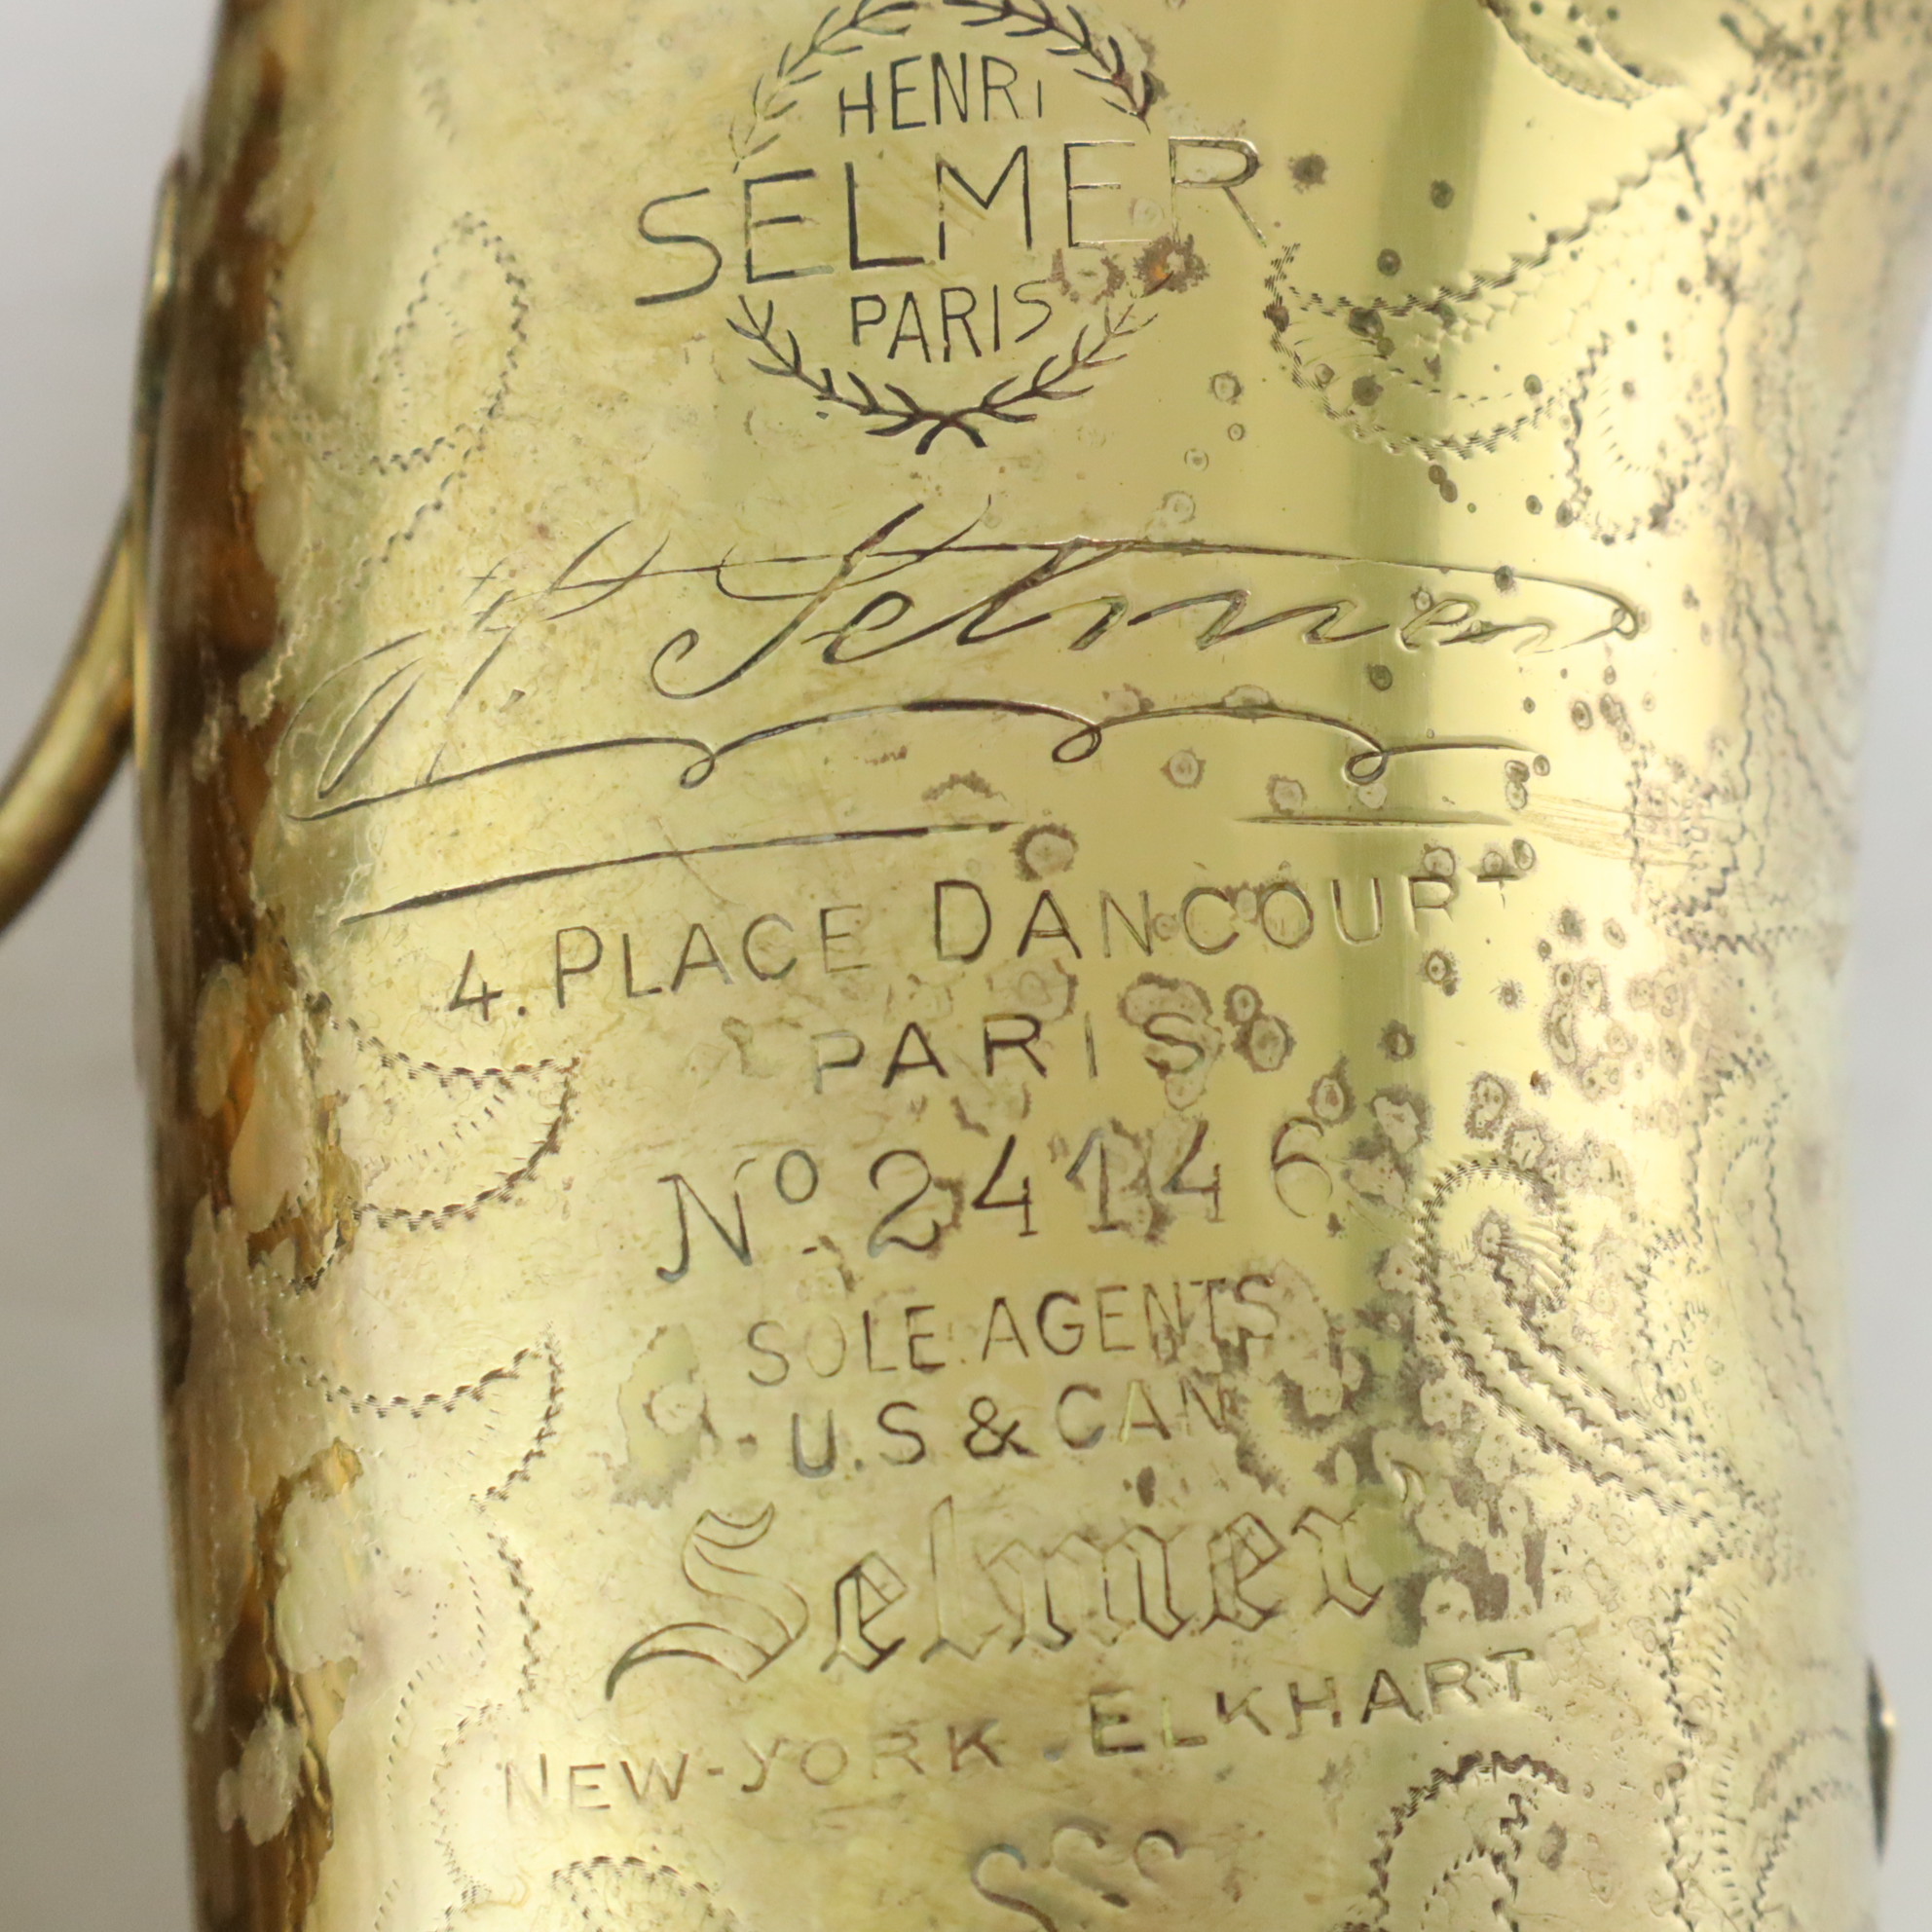 HENRI
SELMER
PARIS
H. Selmer
4. PLACE DANCOURT
PARIS
No 24146
SOLE AGENTS
U.S & CAN
Selmer
NEW-YORK . ELKHART